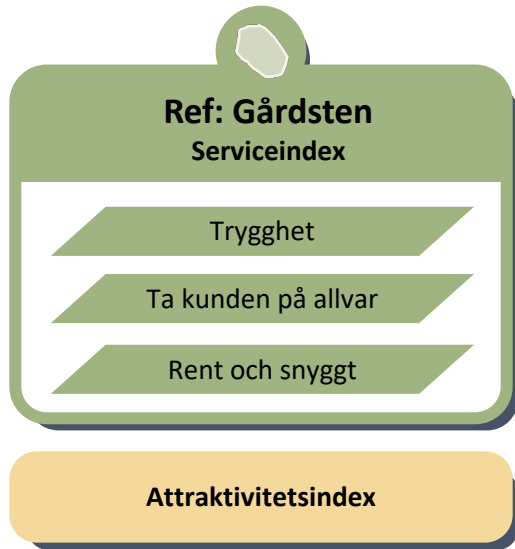 Ref: Gårdsten
Serviceindex
Trygghet
Ta kunden på allvar
Rent och snyggt
Attraktivitetsindex